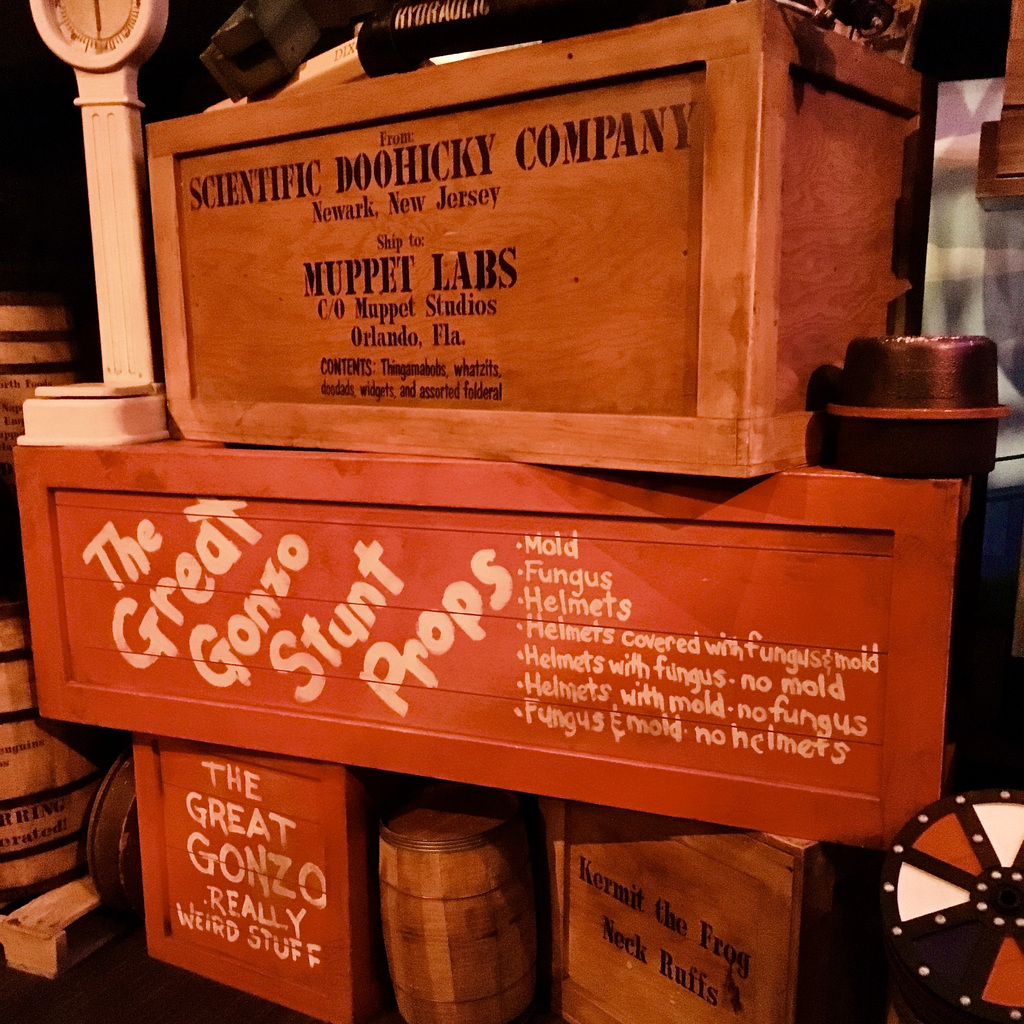 HYDRAULIC
From:
SCIENTIFIC DOOHICKY COMPANY
Newark, New Jersey
Ship to:
MUPPET LABS
C/O Muppet Studios
Orlando, Fla.
CONTENTS: Thingamabobs, whatzits,
doodads, widgets, and assorted folderal
The
Great
Gonzo
Stunt
Props
·Mold
·Fungus
·Helmets
·Helmets covered with fungus & mold
·Helmets with fungus - no mold
·Helmets with mold - no fungus
·Fungus & mold - no helmets
THE
GREAT
GONZO
REALLY
WEIRD STUFF
Kermit the Frog
Neck Ruffs